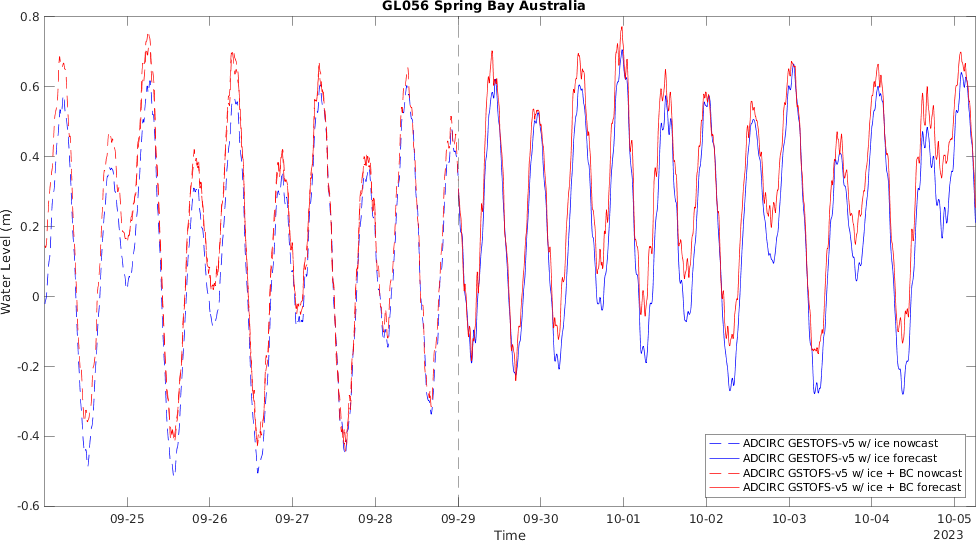 GL056 Spring Bay Australia
Water Level (m)
0.8
0.6
0.4
0.2
0
-0.2
-0.4
-0.6
ADCIRC GESTOFS-v5 w/ ice nowcast
ADCIRC GESTOFS-v5 w/ ice forecast
ADCIRC GSTOFS-v5 w/ ice + BC nowcast
ADCIRC GSTOFS-v5 w/ ice + BC forecast
09-25 09-26 09-27 09-28 09-29 09-30 10-01 10-02 10-03 10-04 10-05
Time
2023